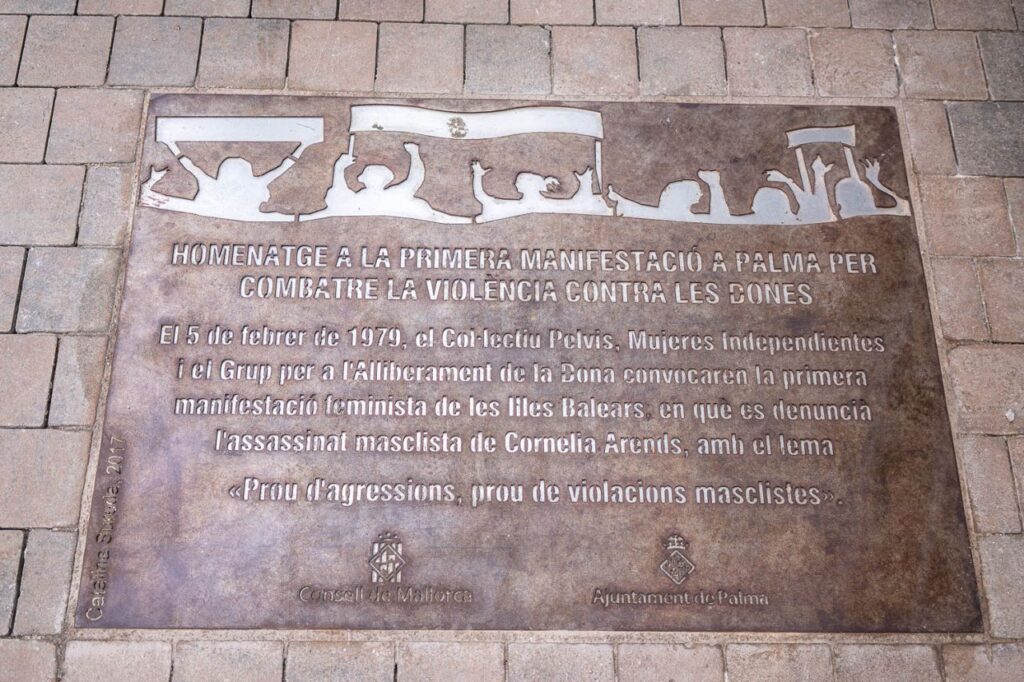 HOMENATGE A LA PRIMERA MANIFESTACIÓ A PALMA PER
COMBATRE LA VIOLÈNCIA CONTRA LES DONES
El 5 de febrer de 1979, el Col·lectiu Pelvis, Mujeres Independientes
i el Grup per a l'Alliberament de la Dona convocaren la primera
manifestació feminista de les Illes Balears, en què es denuncià
l'assassinat masclista de Cornelia Arends, amb el lema
«Prou d'agressions, prou de violacions masclistes».
Consell de Mallorca
Ajuntament de Palma
Catalina Sureda, 2017